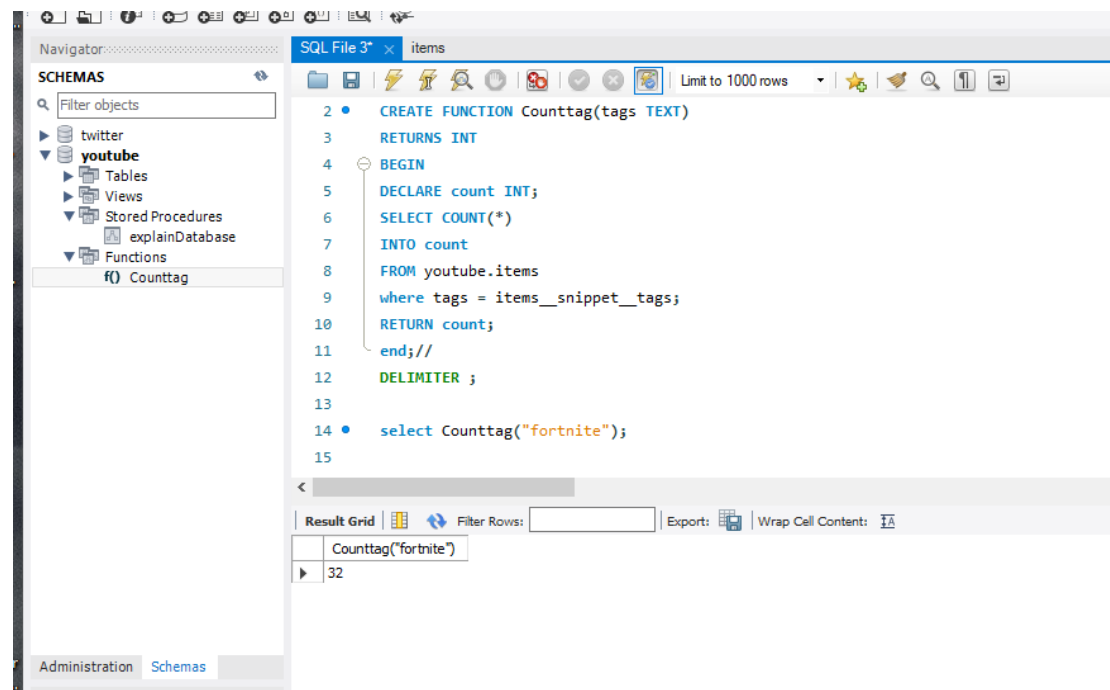 Navigator
SQL File 3*
items
SCHEMAS
Limit to 1000 rows
Filter objects
twitter
youtube
Tables
Views
Stored Procedures
explainDatabase
Functions
f() Counttag
2 CREATE FUNCTION Counttag(tags TEXT)
3 RETURNS INT
4 BEGIN
5 DECLARE count INT;
6 SELECT COUNT(*)
7 INTO count
8 FROM youtube.items
9 where tags = items__snippet__tags;
10 RETURN count;
11 end;//
12 DELIMITER ;
13
14 select Counttag("fortnite");
15
Result Grid Filter Rows: Export: Wrap Cell Content:
Counttag("fortnite")
32
Administration Schemas